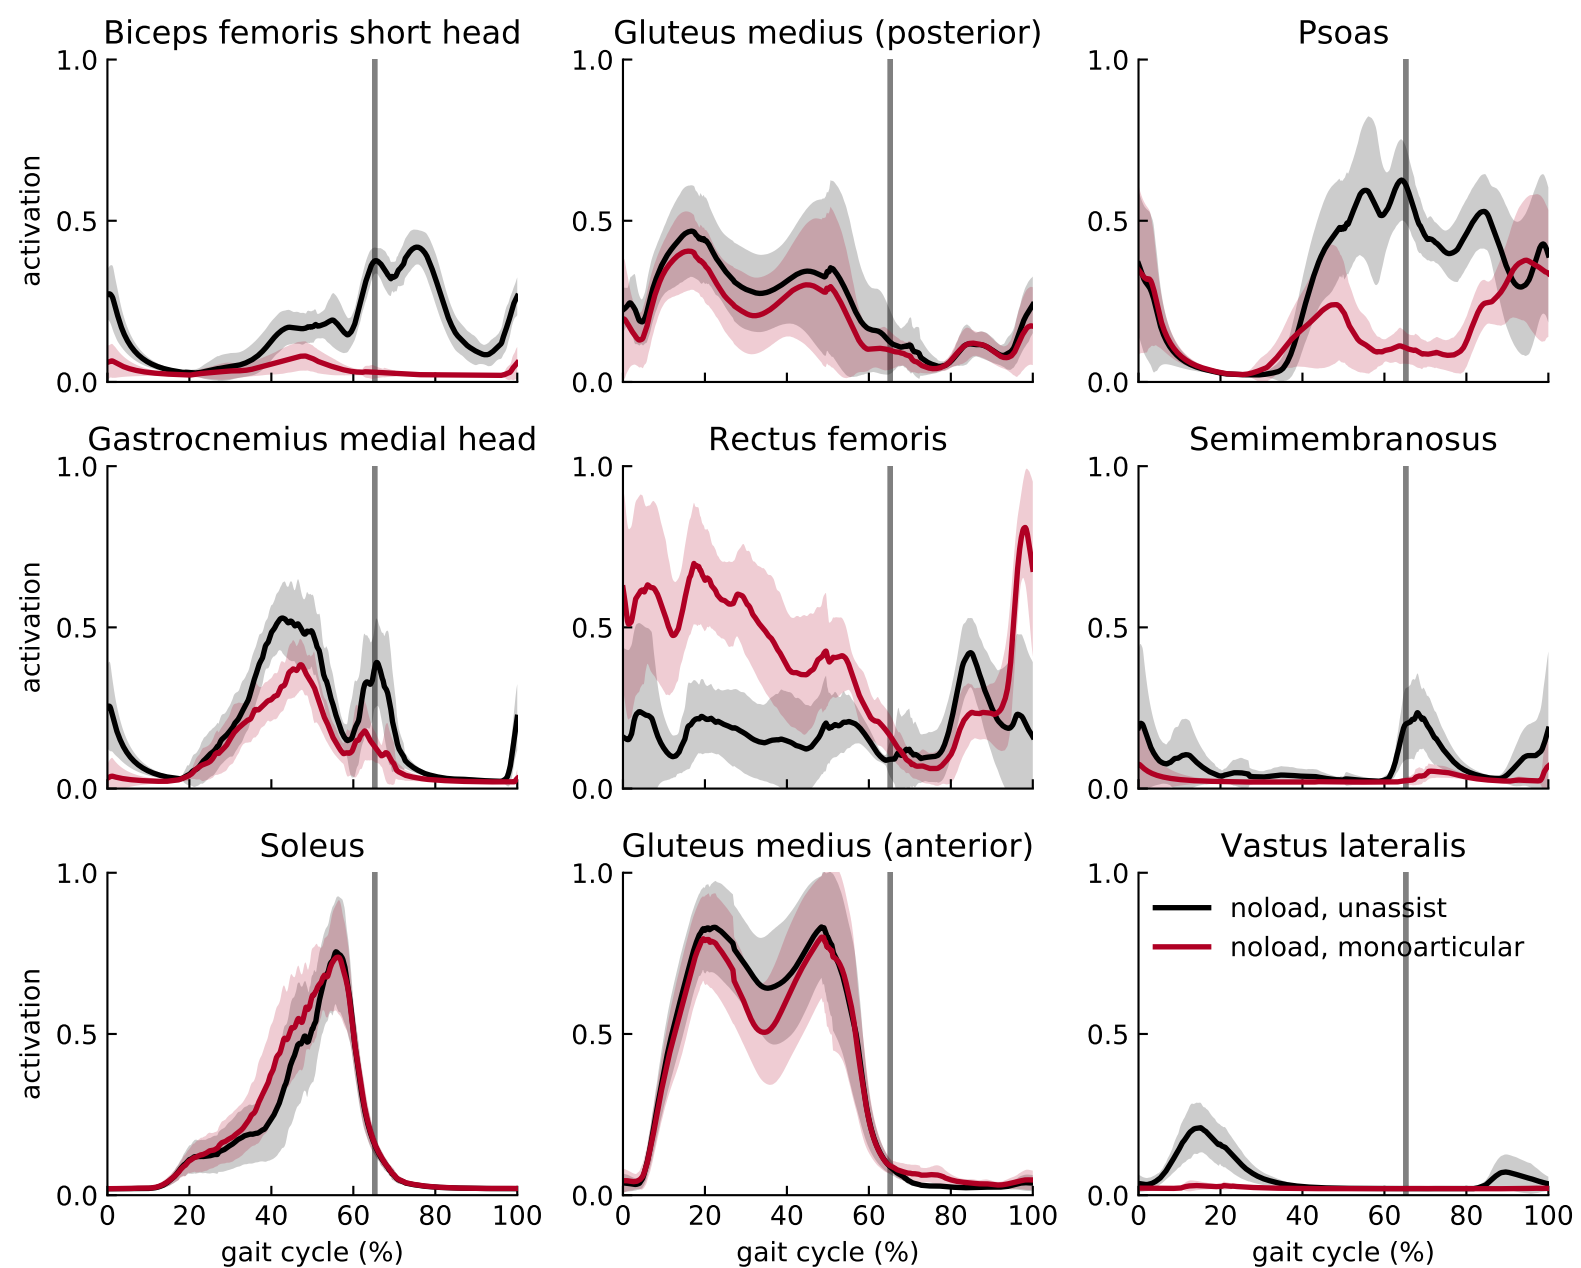 Biceps femoris short head
Gluteus medius (posterior)
Psoas
1.0
0.5
0.0
activation
1.0
0.5
0.0
1.0
0.5
0.0
Gastrocnemius medial head
Rectus femoris
Semimembranosus
1.0
0.5
0.0
activation
1.0
0.5
0.0
1.0
0.5
0.0
Soleus
Gluteus medius (anterior)
Vastus lateralis
1.0
0.5
0.0
activation
1.0
0.5
0.0
1.0
0.5
0.0
noload, unassist
noload, monoarticular
0 20 40 60 80 100
0 20 40 60 80 100
0 20 40 60 80 100
gait cycle (%)
gait cycle (%)
gait cycle (%)